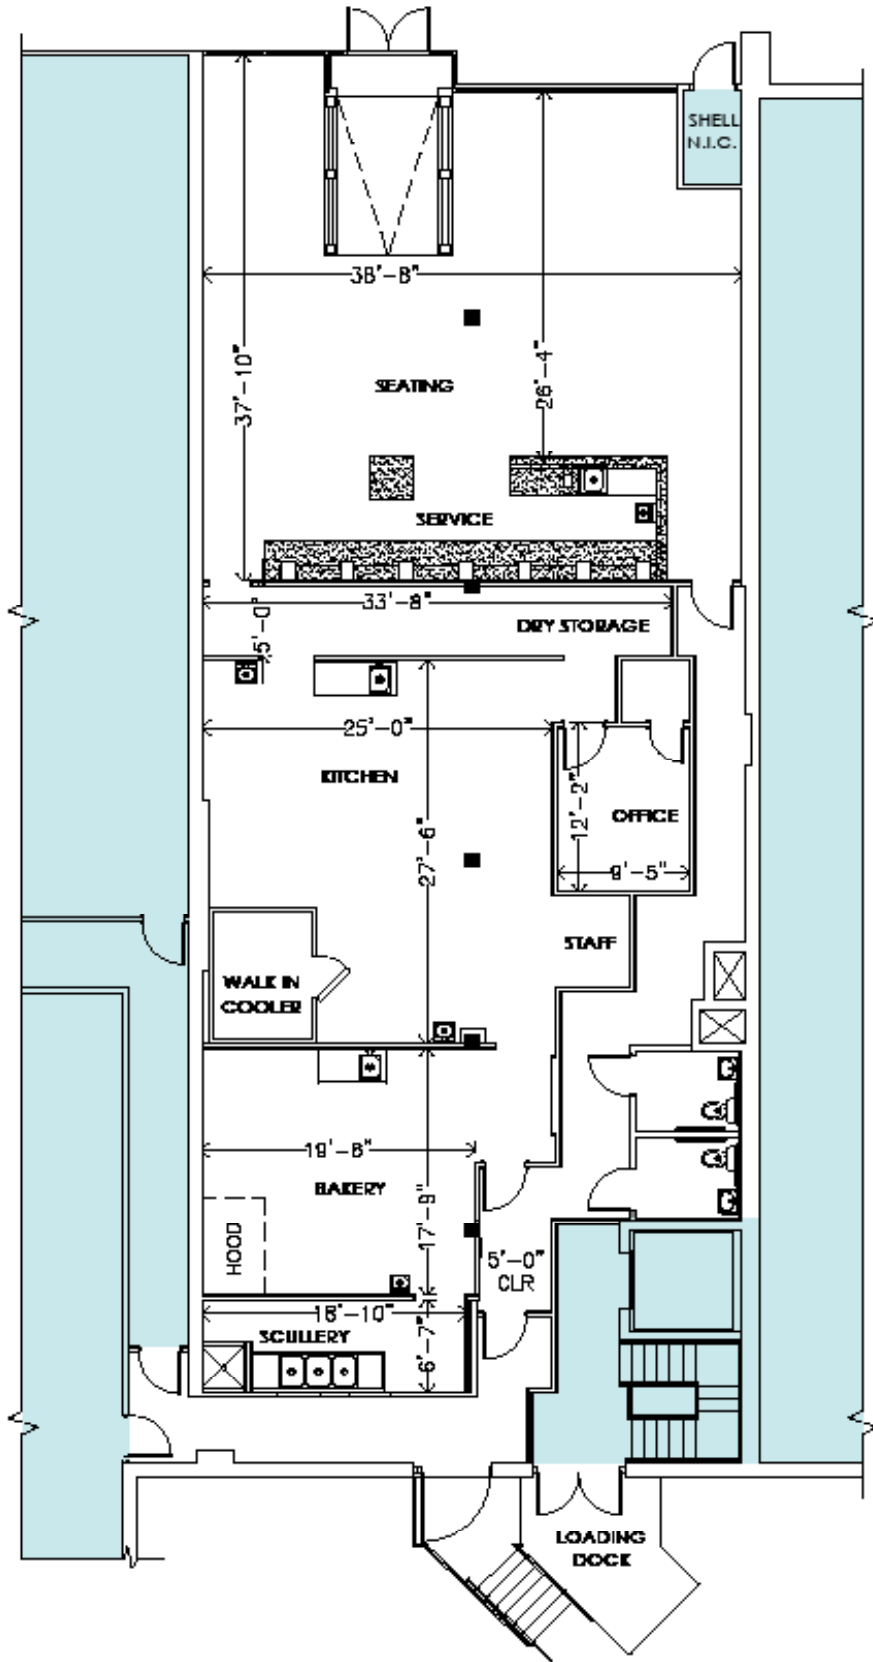 SHELL
N.I.C.
38'-8"
37'-10"
26'-4"
SEATING
SERVICE
33'-8"
5'-0"
DRY STORAGE
25'-0"
KITCHEN
27'-6"
12'-2"
OFFICE
9'-5"
STAFF
WALK IN
COOLER
19'-6"
BAKERY
17'-9"
HOOD
5'-0"
CLR
18'-10"
SCULLERY
6'-7"
LOADING
DOCK